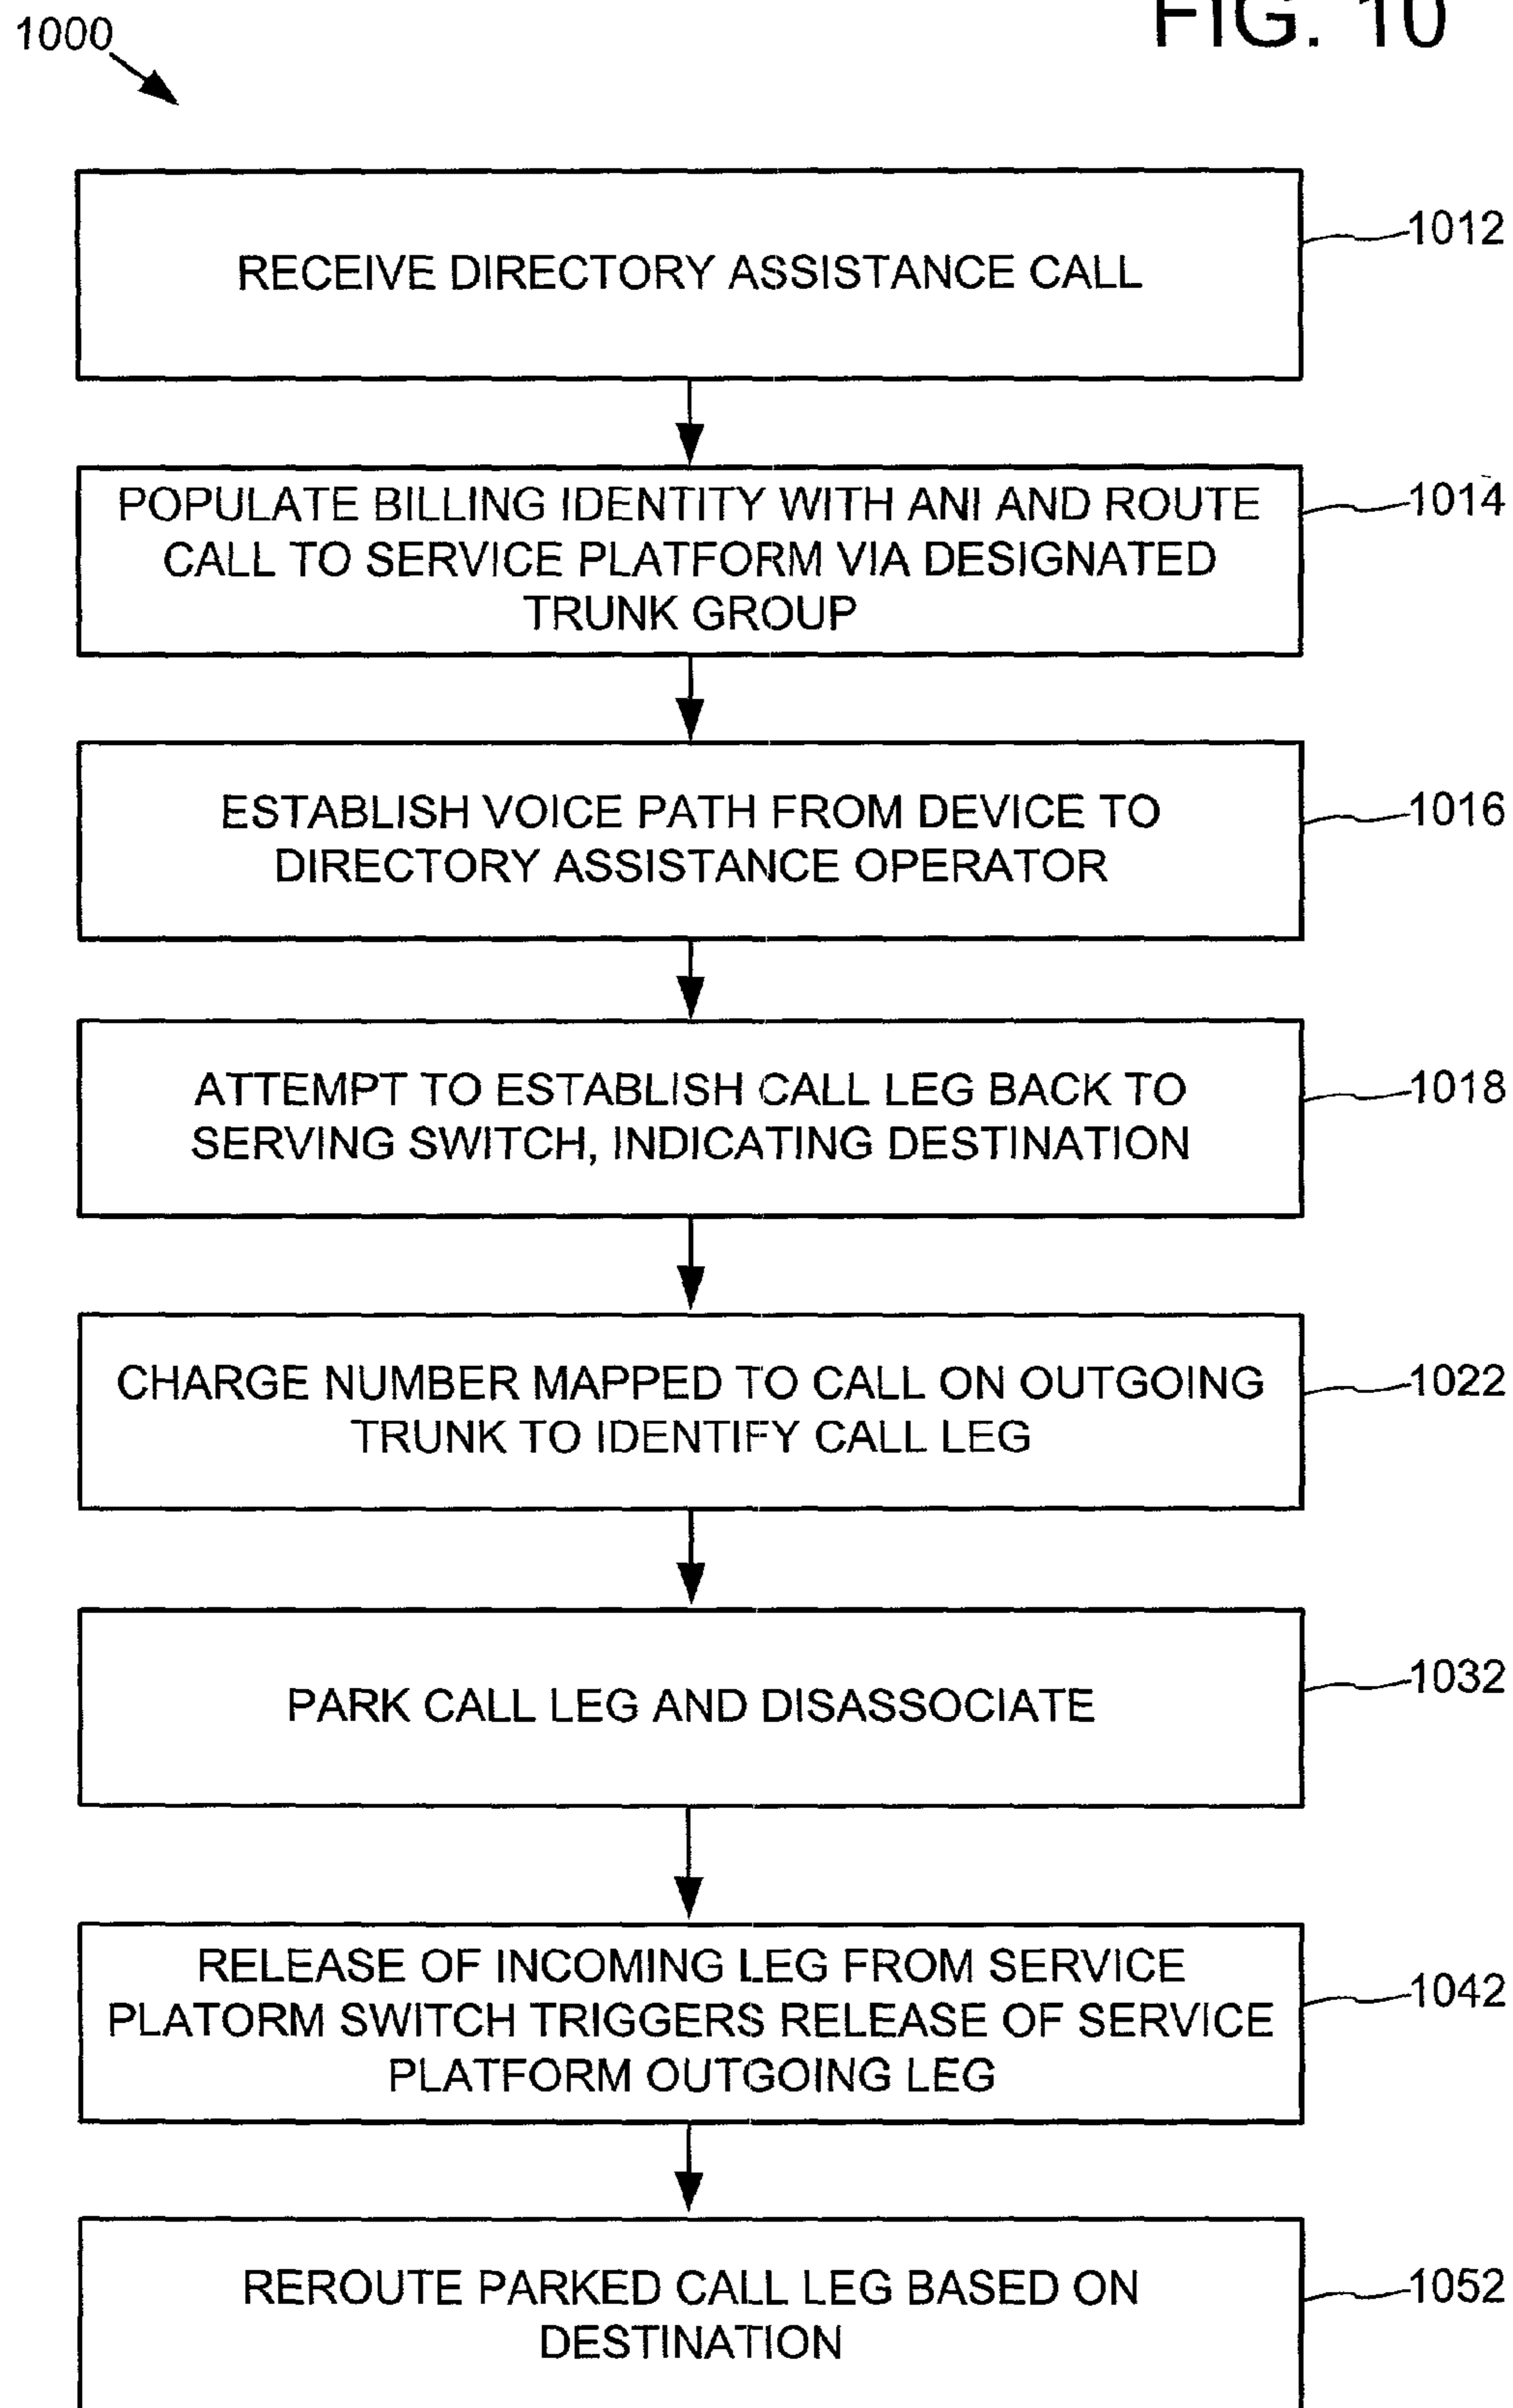 FIG. 10
1000
RECEIVE DIRECTORY ASSISTANCE CALL
1012
POPULATE BILLING IDENTITY WITH ANI AND ROUTE
CALL TO SERVICE PLATFORM VIA DESIGNATED
TRUNK GROUP
1014
ESTABLISH VOICE PATH FROM DEVICE TO
DIRECTORY ASSISTANCE OPERATOR
1016
ATTEMPT TO ESTABLISH CALL LEG BACK TO
SERVING SWITCH, INDICATING DESTINATION
1018
CHARGE NUMBER MAPPED TO CALL ON OUTGOING
TRUNK TO IDENTIFY CALL LEG
1022
PARK CALL LEG AND DISASSOCIATE
1032
RELEASE OF INCOMING LEG FROM SERVICE
PLATORM SWITCH TRIGGERS RELEASE OF SERVICE
PLATFORM OUTGOING LEG
1042
REROUTE PARKED CALL LEG BASED ON
DESTINATION
1052